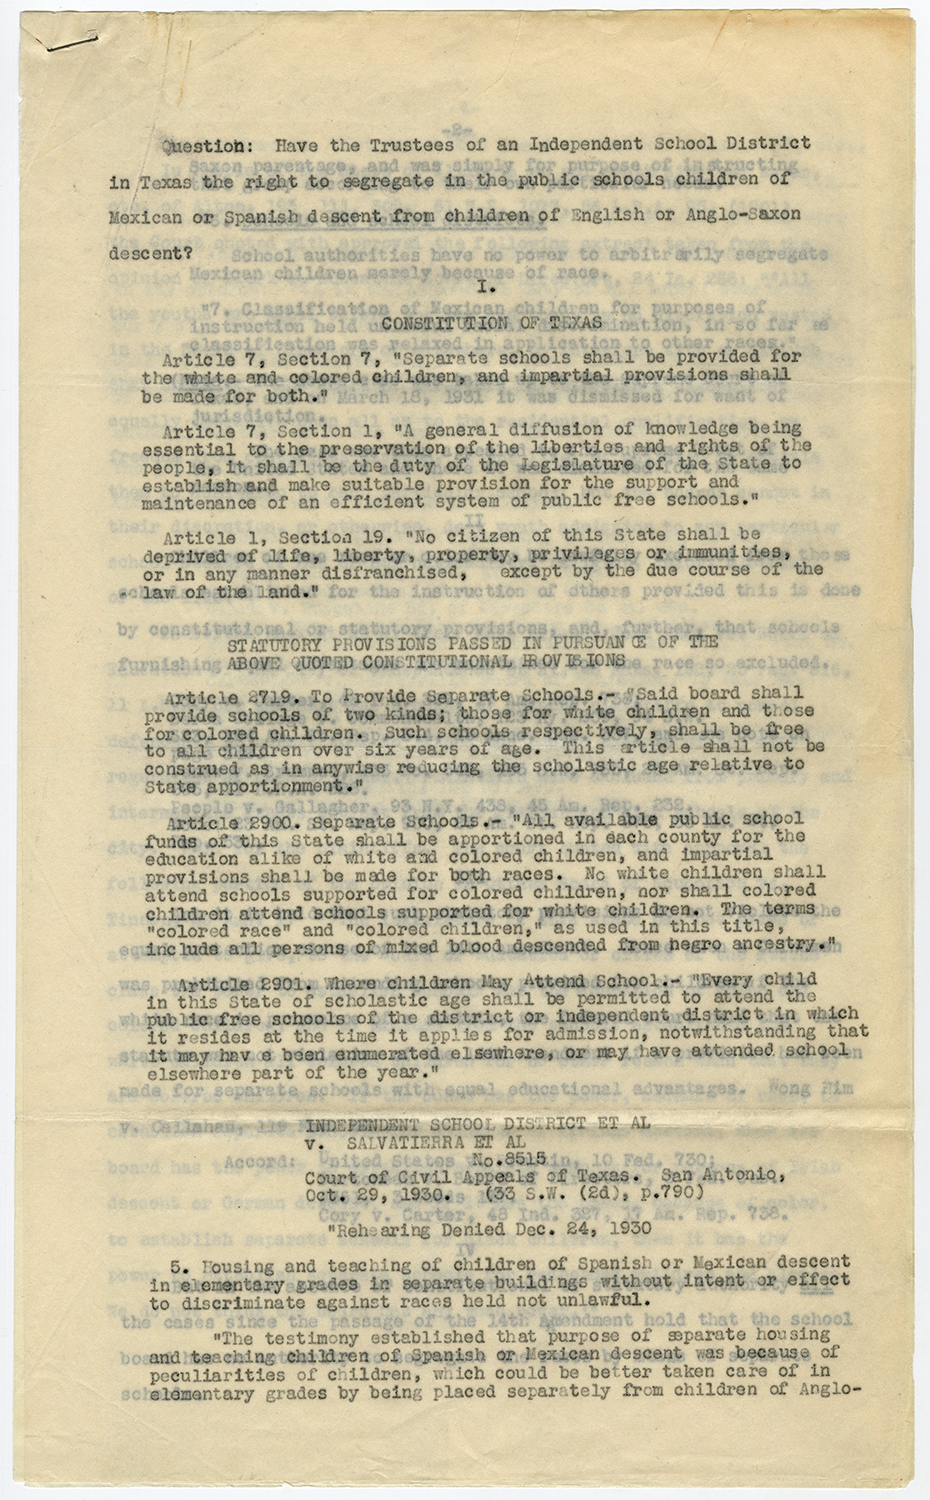 Question: Have the Trustees of an Independent School District
in Texas the right to segregate in the public schools children of
Mexican or Spanish descent from children of English or Anglo-Saxon
descent?
I.
CONSTITUTION OF TEXAS
Article 7, Section 7, "Separate schools shall be provided for
the white and colored children, and impartial provisions shall
be made for both."
Article 7, Section 1, "A general diffusion of knowledge being
essential to the preservation of the liberties and rights of the
people, it shall be the duty of the Legislature of the State to
establish and make suitable provision for the support and
maintenance of an efficient system of public free schools."
Article 1, Section 19. "No citizen of this State shall be
deprived of life, liberty, property, privileges or immunities,
or in any manner disfranchised, except by the due course of the
law of the land."
STATUTORY PROVISIONS PASSED IN PURSUANCE OF THE
ABOVE QUOTED CONSTITUTIONAL PROVISIONS
Article 2719. To Provide Separate Schools.- "Said board shall
provide schools of two kinds; those for white children and those
for colored children. Such schools respectively, shall be free
to all children over six years of age. This article shall not be
construed as in anywise reducing the scholastic age relative to
State apportionment."
Article 2900. Separate Schools.- "All available public school
funds of this State shall be apportioned in each county for the
education alike of white and colored children, and impartial
provisions shall be made for both races. No white children shall
attend schools supported for colored children, nor shall colored
children attend schools supported for white children. The terms
"colored race" and "colored children," as used in this title,
include all persons of mixed blood descended from negro ancestry."
Article 2901. Where children May Attend School.- "Every child
in this State of scholastic age shall be permitted to attend the
public free schools of the district or independent district in which
it resides at the time it applies for admission, notwithstanding that
it may have been enumerated elsewhere, or may have attended school
elsewhere part of the year."
INDEPENDENT SCHOOL DISTRICT ET AL
v. SALVATIERRA ET AL
No.8515
Court of Civil Appeals of Texas. San Antonio,
Oct. 29, 1930. (33 S.W. (2d), p.790)
"Rehearing Denied Dec. 24, 1930
5. Housing and teaching of children of Spanish or Mexican descent
in elementary grades in separate buildings without intent or effect
to discriminate against races held not unlawful.
"The testimony established that purpose of separate housing
and teaching children of Spanish or Mexican descent was because of
peculiarities of children, which could be better taken care of in
elementary grades by being placed separately from children of Anglo-